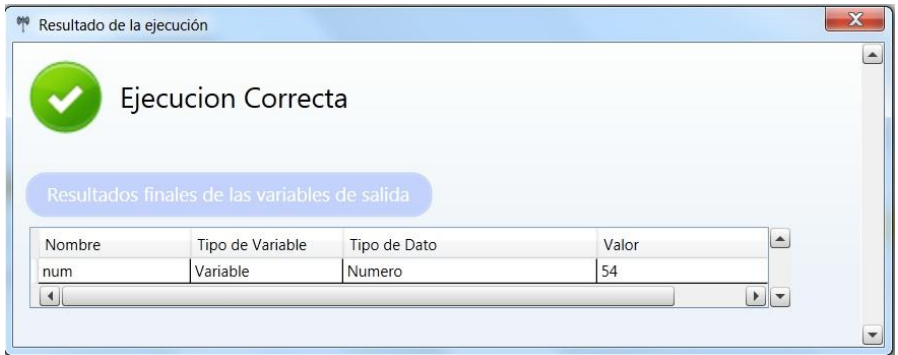 Resultado de la ejecución
Ejecucion Correcta
Resultados finales de las variables de salida
Nombre Tipo de Variable Tipo de Dato Valor
num Variable Numero 54